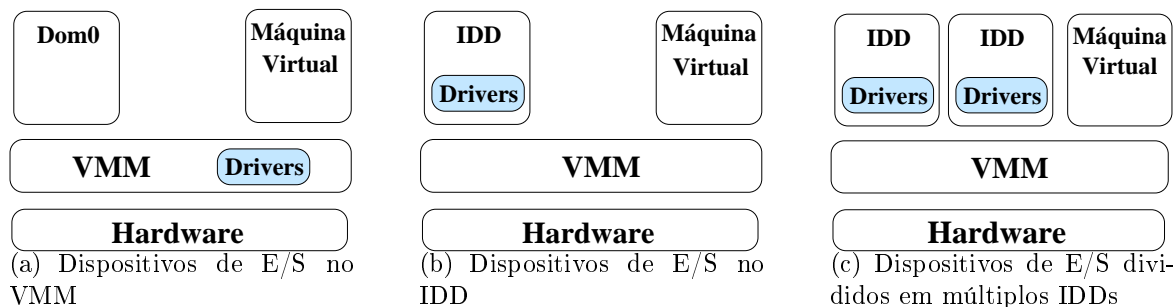 Dom0
Máquina
Virtual
VMM
Drivers
Hardware
(a) Dispositivos de E/S no
VMM
IDD
Drivers
Máquina
Virtual
VMM
Hardware
(b) Dispositivos de E/S no
IDD
IDD
Drivers
IDD
Drivers
Máquina
Virtual
VMM
Hardware
(c) Dispositivos de E/S divi-
didos em múltiplos IDDs